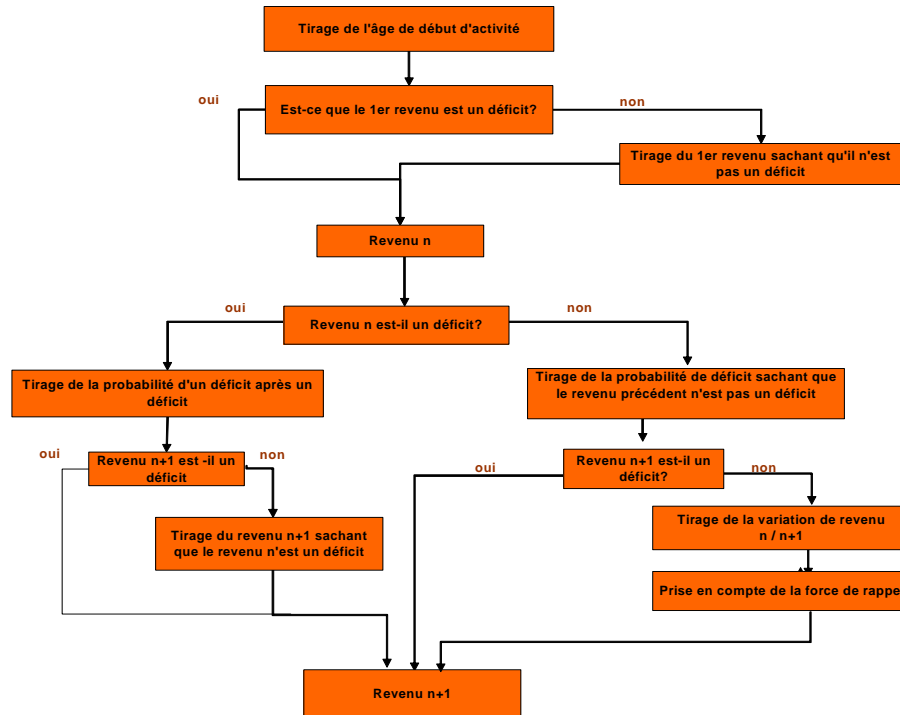 Tirage de l'âge de début d'activité
oui
Est-ce que le 1er revenu est un déficit?
non
Tirage du 1er revenu sachant qu'il n'est
pas un déficit
Revenu n
oui
Revenu n est-il un déficit?
non
Tirage de la probabilité d'un déficit après un
déficit
Tirage de la probabilité de déficit sachant que
le revenu précédent n'est pas un déficit
oui
Revenu n+1 est -il un
déficit
non
oui
Revenu n+1 est-il un
déficit?
non
Tirage du revenu n+1 sachant
que le revenu n'est un déficit
Tirage de la variation de revenu
n / n+1
Prise en compte de la force de rappe
Revenu n+1